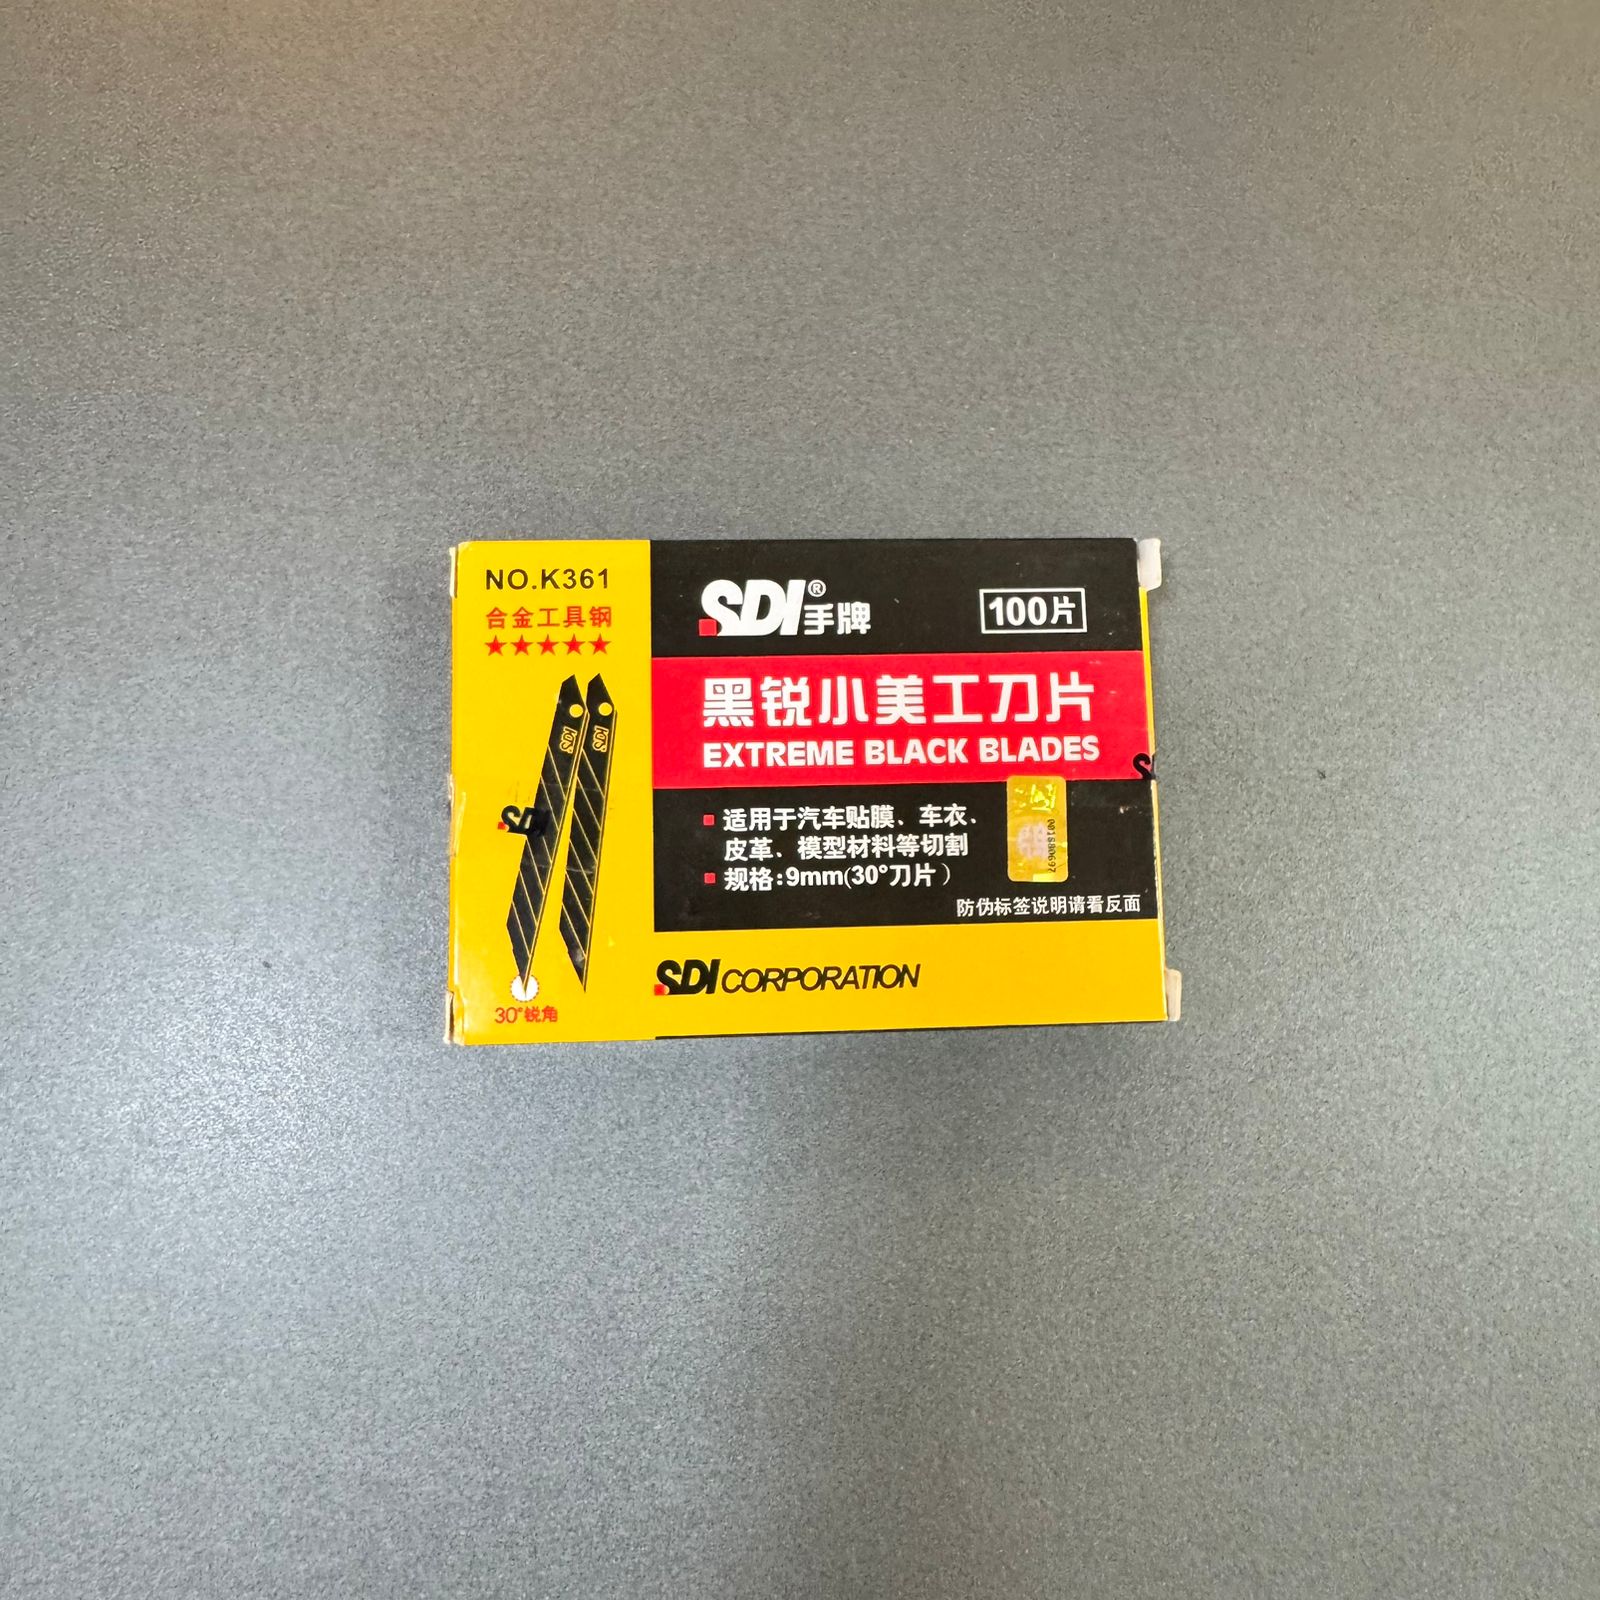 NO.K361
合金工具钢
SDI® 手牌
100片
黑锐小美工刀片
EXTREME BLACK BLADES
SDI
SDI
SDI
适用于汽车贴膜、车衣、
皮革、模型材料等切割
规格:9mm(30°刀片)
防伪标签说明请看反面
30°锐角
SDI CORPORATION